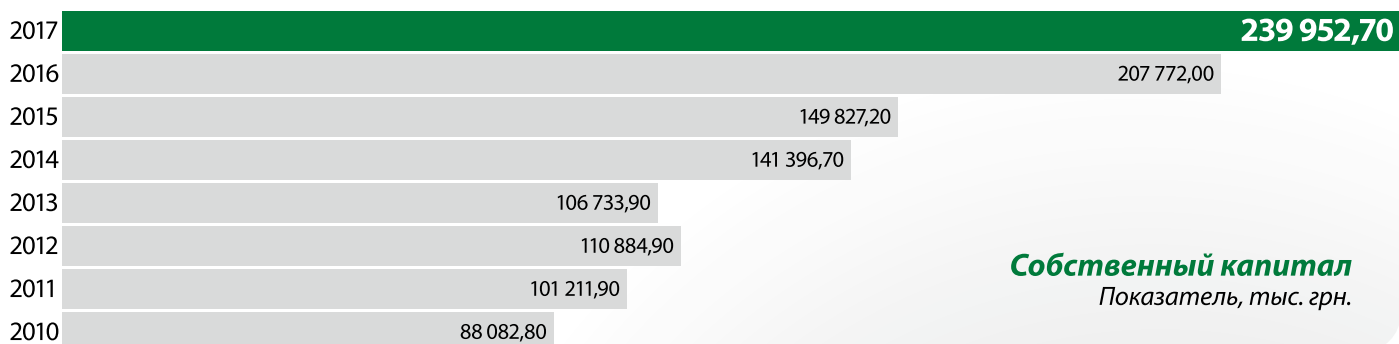 2017 239 952,70
2016 207 772,00
2015 149 827,20
2014 141 396,70
2013 106 733,90
2012 110 884,90
2011 101 211,90
2010 88 082,80
Собственный капитал
Показатель, тыс. грн.